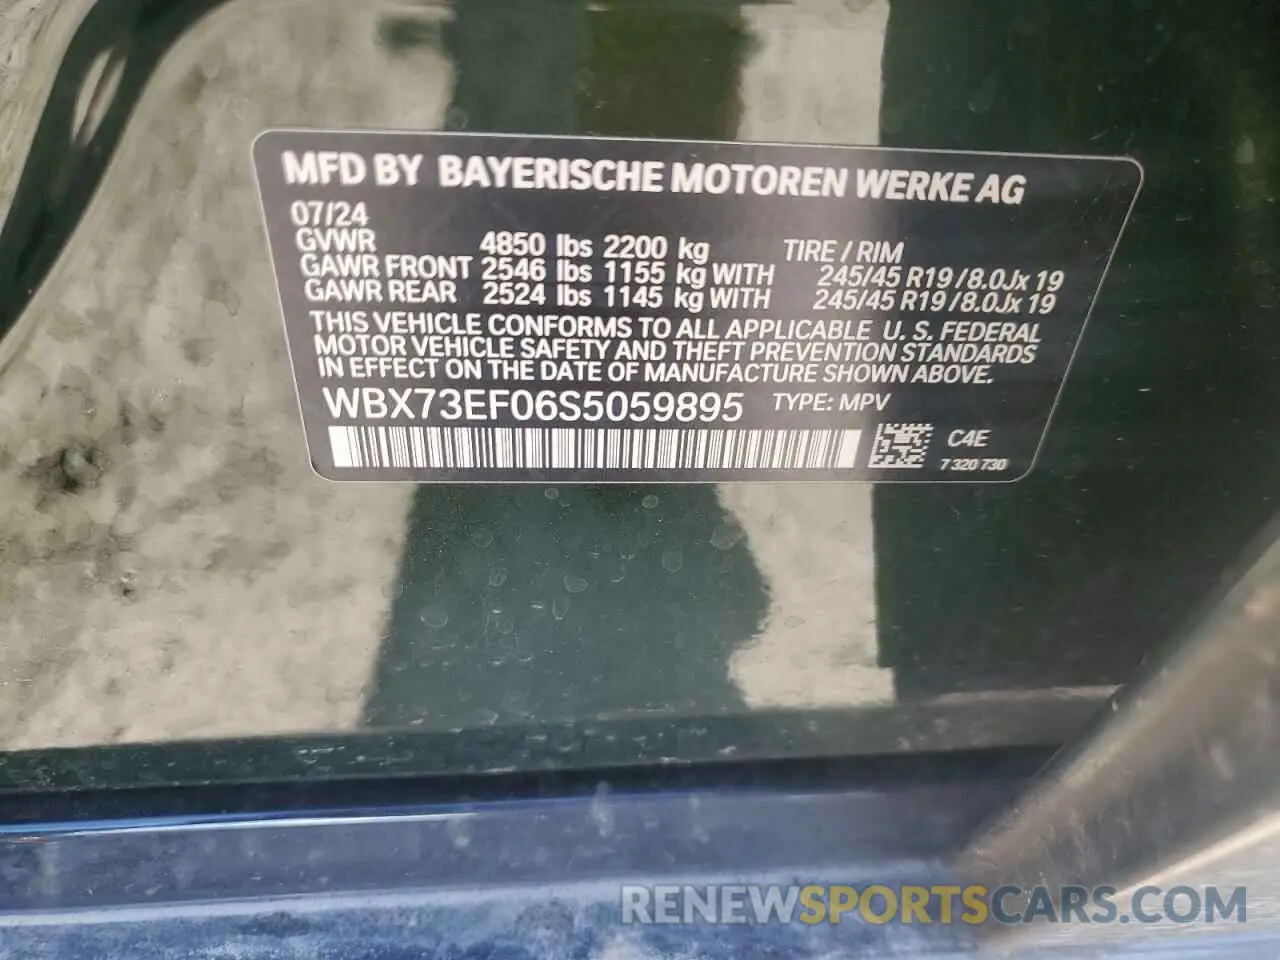 MFD BY BAYERISCHE MOTOREN WERKE AG
07/24
GVWR 4850 lbs 2200 kg TIRE / RIM
GAWR FRONT 2546 lbs 1155 kg WITH 245/45 R19 / 8.0Jx 19
GAWR REAR 2524 lbs 1145 kg WITH 245/45 R19 / 8.0Jx 19
THIS VEHICLE CONFORMS TO ALL APPLICABLE U. S. FEDERAL
MOTOR VEHICLE SAFETY AND THEFT PREVENTION STANDARDS
IN EFFECT ON THE DATE OF MANUFACTURE SHOWN ABOVE.
WBX73EF06S5059895 TYPE: MPV
C4E
7 320 730
RENEWSPORTSCARS.COM